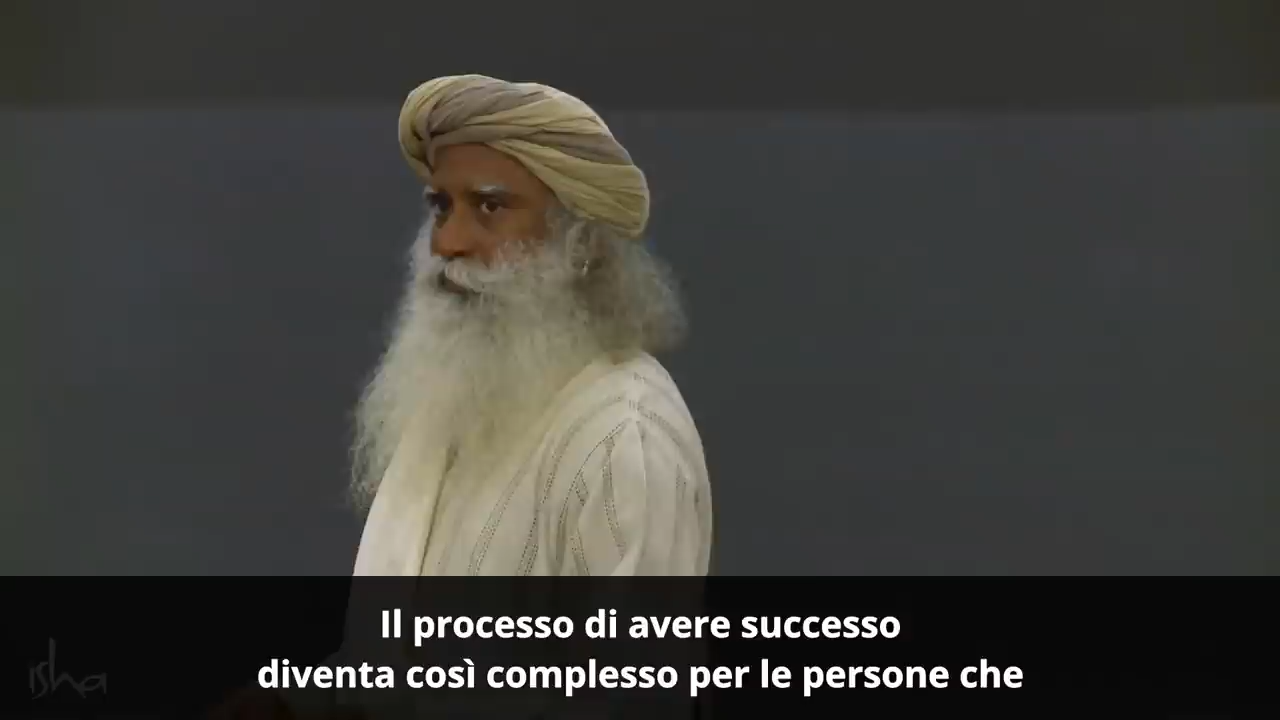 Il processo di avere successo
diventa così complesso per le persone che
isha